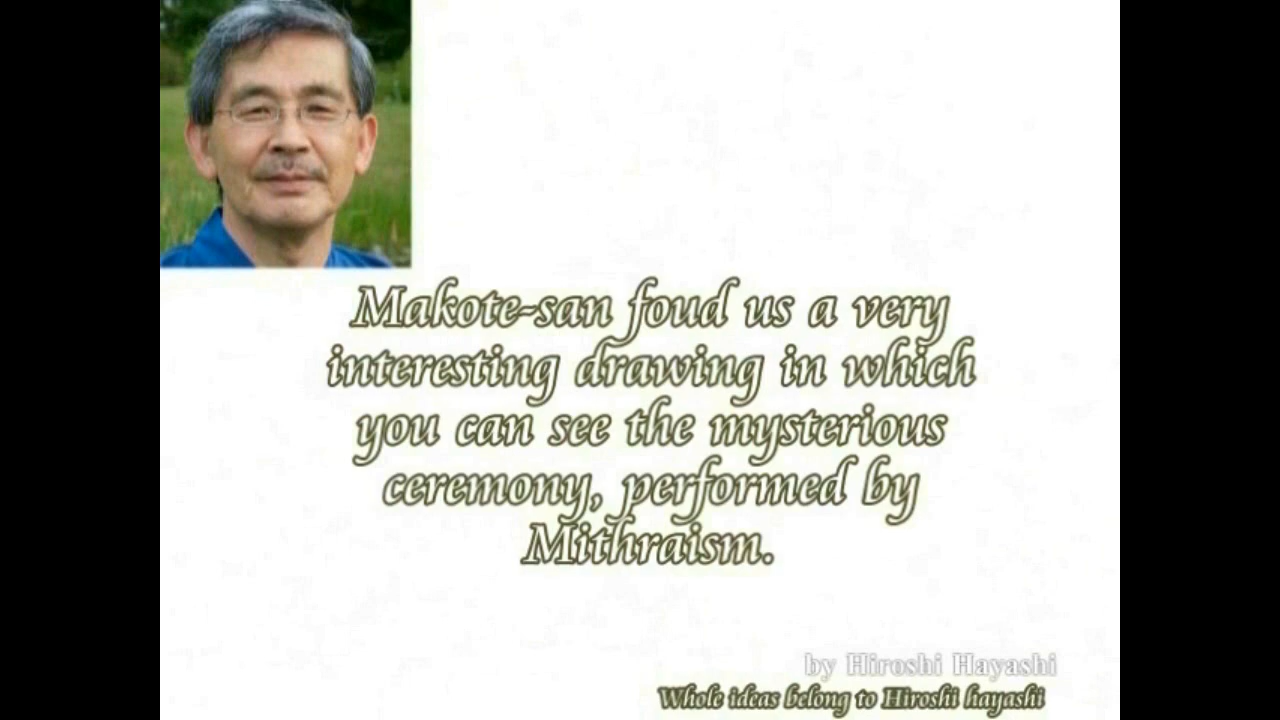 Makote-san foud us a very
interesting drawing in which
you can see the mysterious
ceremony, performed by
Mithraism.
by Hiroshi Hayashi
Whole ideas belong to Hiroshi hayashi